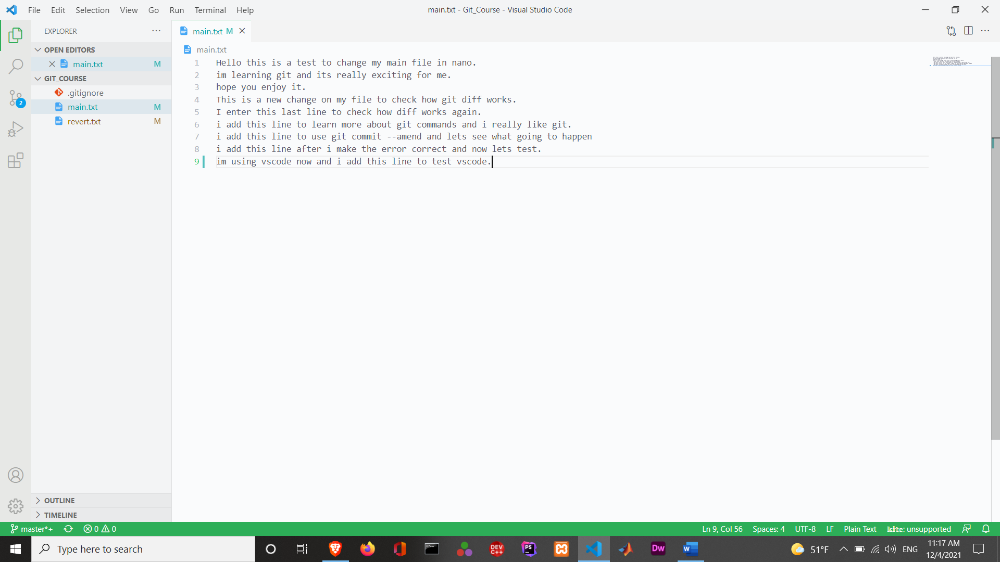 File Edit Selection View Go Run Terminal Help
main.txt - Git_Course - Visual Studio Code
EXPLORER
OPEN EDITORS
main.txt M
GIT_COURSE
.gitignore
main.txt M
revert.txt M
OUTLINE
TIMELINE
2
main.txt M
main.txt
1 Hello this is a test to change my main file in nano.
2 im learning git and its really exciting for me.
3 hope you enjoy it.
4 This is a new change on my file to check how git diff works.
5 I enter this last line to check how diff works again.
6 i add this line to learn more about git commands and i really like git.
7 i add this line to use git commit --amend and lets see what going to happen
8 i add this line after i make the error correct and now lets test.
9 im using vscode now and i add this line to test vscode.
master*+ 0 0
Ln 9, Col 56 Spaces: 4 UTF-8 LF Plain Text kite: unsupported
Type here to search
DEV C++
PS
Dw
W
51°F
ENG
11:17 AM
12/4/2021